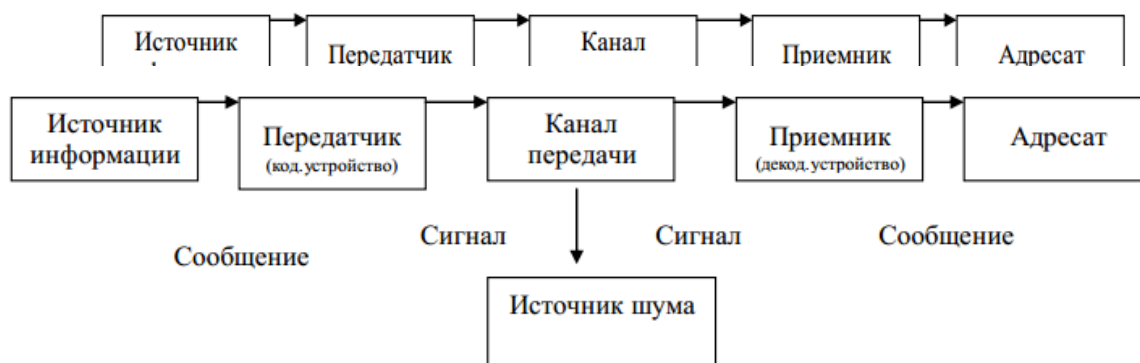 Источник
Передатчик
Канал
Приемник
Адресат
Источник
информации
Передатчик
(код.устройство)
Канал
передачи
Приемник
(декод.устройство)
Адресат
Сообщение
Сигнал
Сигнал
Сообщение
Источник шума